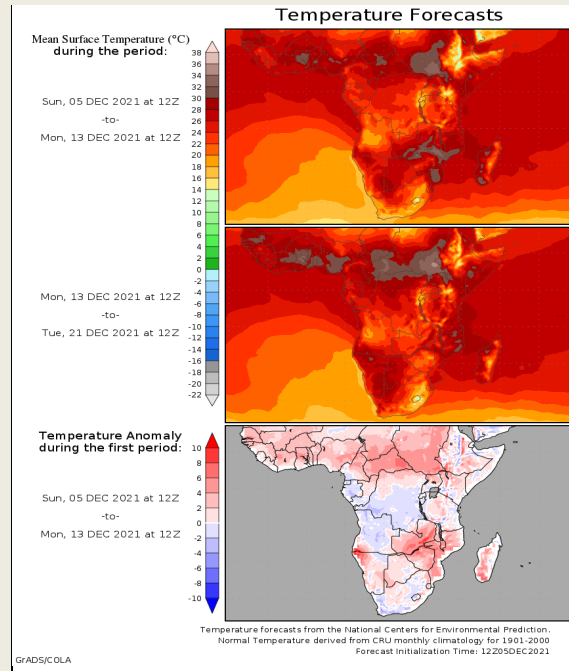 Temperature Forecasts
Mean Surface Temperature (°C)
during the period:
Sun, 05 DEC 2021 at 12Z
-to-
Mon, 13 DEC 2021 at 12Z
38
36
34
32
30
28
26
24
22
20
18
16
14
12
10
8
6
4
2
0
-2
-4
-6
-8
-10
-12
-14
-16
-18
-20
-22
Mon, 13 DEC 2021 at 12Z
-to-
Tue, 21 DEC 2021 at 12Z
Temperature Anomaly
during the first period:
Sun, 05 DEC 2021 at 12Z
-to-
Mon, 13 DEC 2021 at 12Z
10
8
6
4
2
0
-2
-4
-6
-8
-10
Temperature forecasts from the National Centers for Environmental Prediction.
Normal Temperature derived from CRU monthly climatology for 1901-2000
Forecast Initialization Time: 12Z05DEC2021
GrADS/COLA